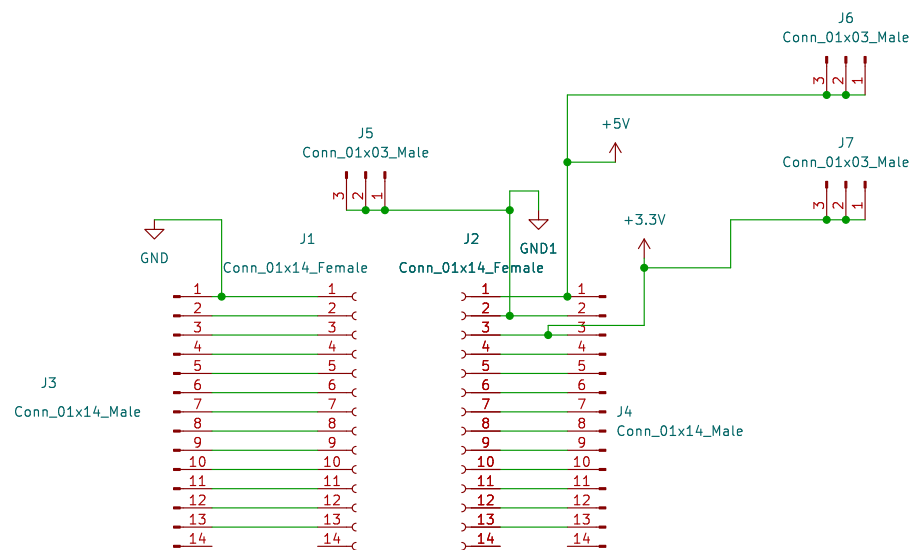 J6
Conn_01x03_Male
3 2 1
+5V
J5
Conn_01x03_Male
J7
Conn_01x03_Male
3 2 1
3 2 1
+3.3V
GND
J1
J2
GND1
Conn_01x14_Female
Conn_01x14_Female
1 1 1 1
2 2 2 2
3 3 3 3
4 4 4 4
5 5 5 5
J3
6 6 6 6
Conn_01x14_Male
7 7 7 7
J4
8 8 8 8
Conn_01x14_Male
9 9 9 9
10 10 10 10
11 11 11 11
12 12 12 12
13 13 13 13
14 14 14 14